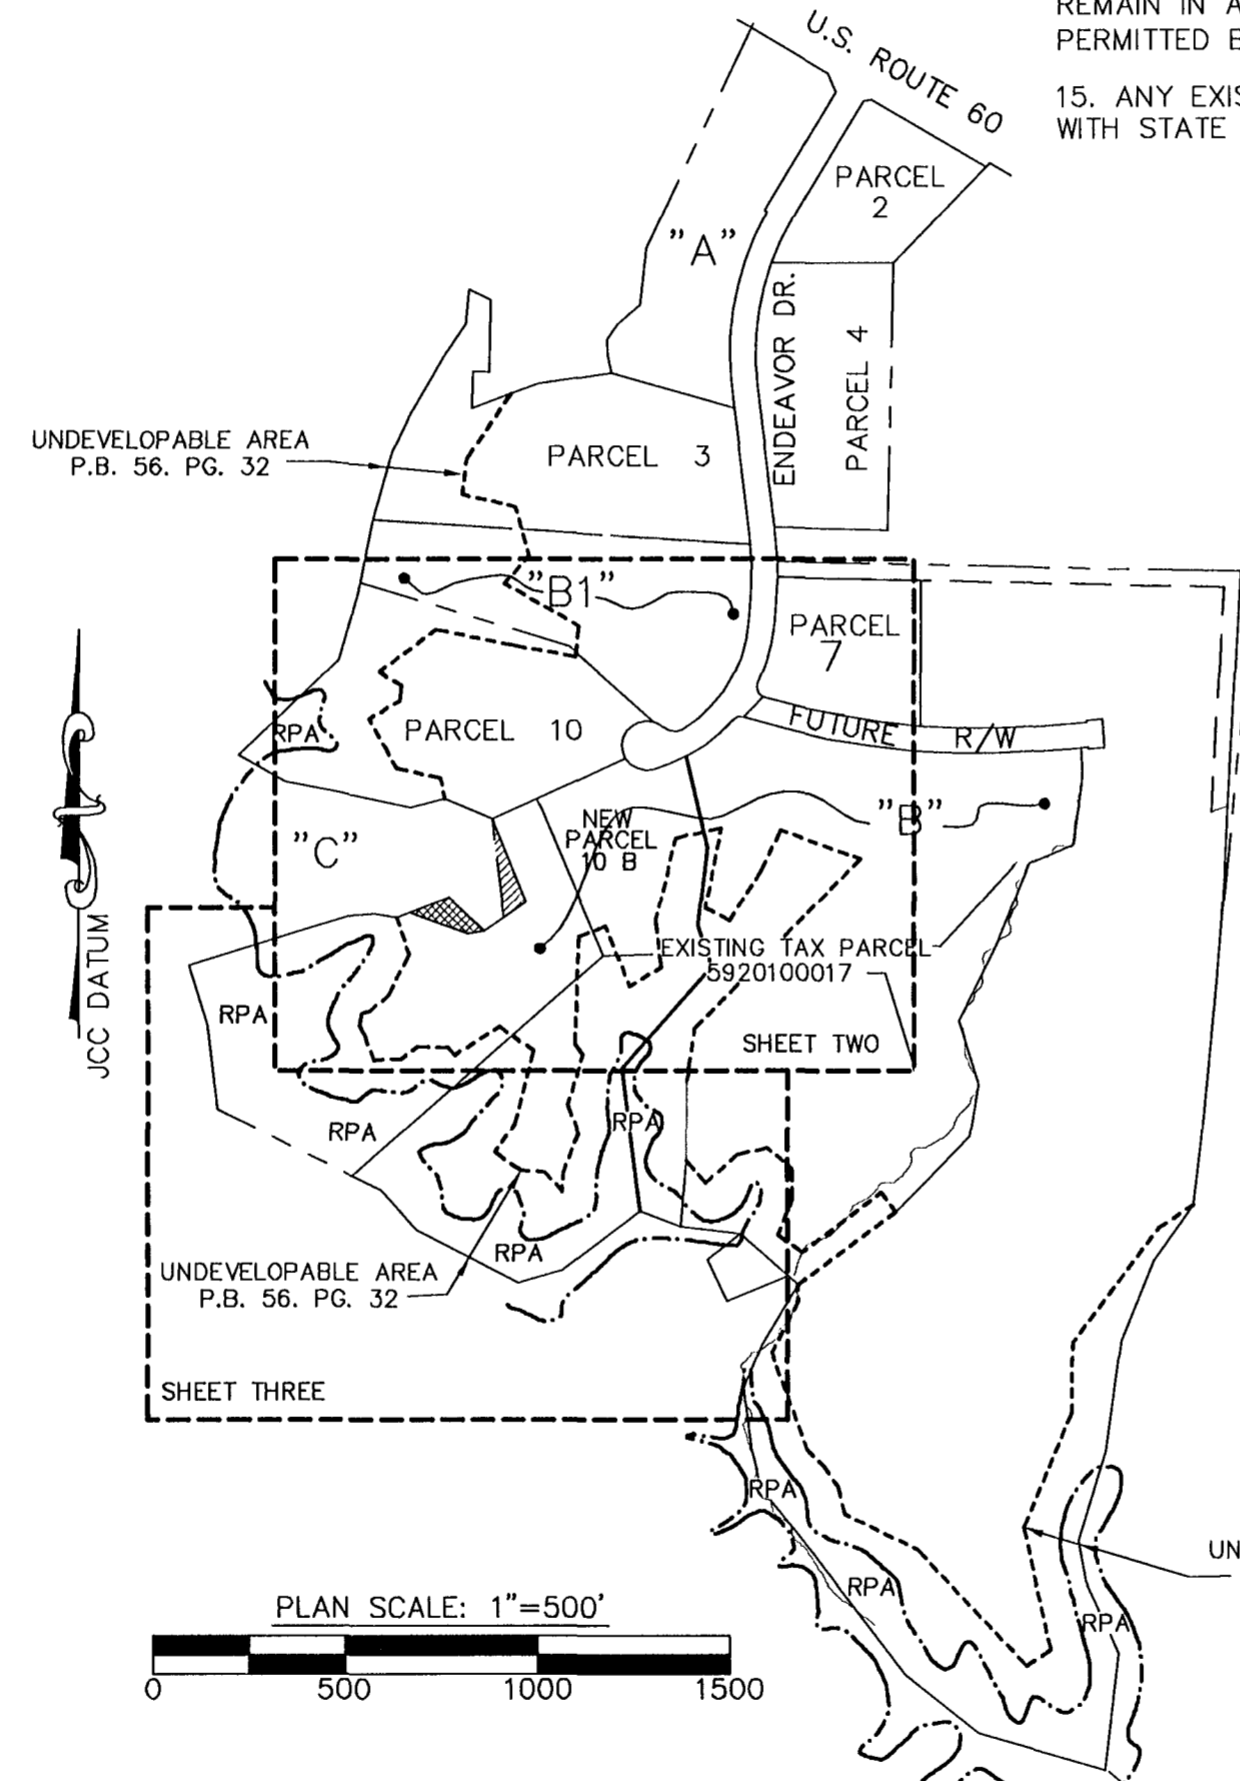 REMAIN IN A
PERMITTED B
15. ANY EXIS
WITH STATE
U.S. ROUTE 60
PARCEL
2
"A"
ENDEAVOR DR.
PARCEL 4
UNDEVELOPABLE AREA
P.B. 56. PG. 32
PARCEL 3
"B1"
PARCEL
7
RPA
PARCEL 10
FUTURE R/W
"B"
NEW
PARCEL
10 B
"C"
JCC DATUM
EXISTING TAX PARCEL
5920100017
RPA
SHEET TWO
RPA
RPA
RPA
UNDEVELOPABLE AREA
P.B. 56. PG. 32
SHEET THREE
RPA
UN
RPA
RPA
PLAN SCALE: 1"=500'
0 500 1000 1500